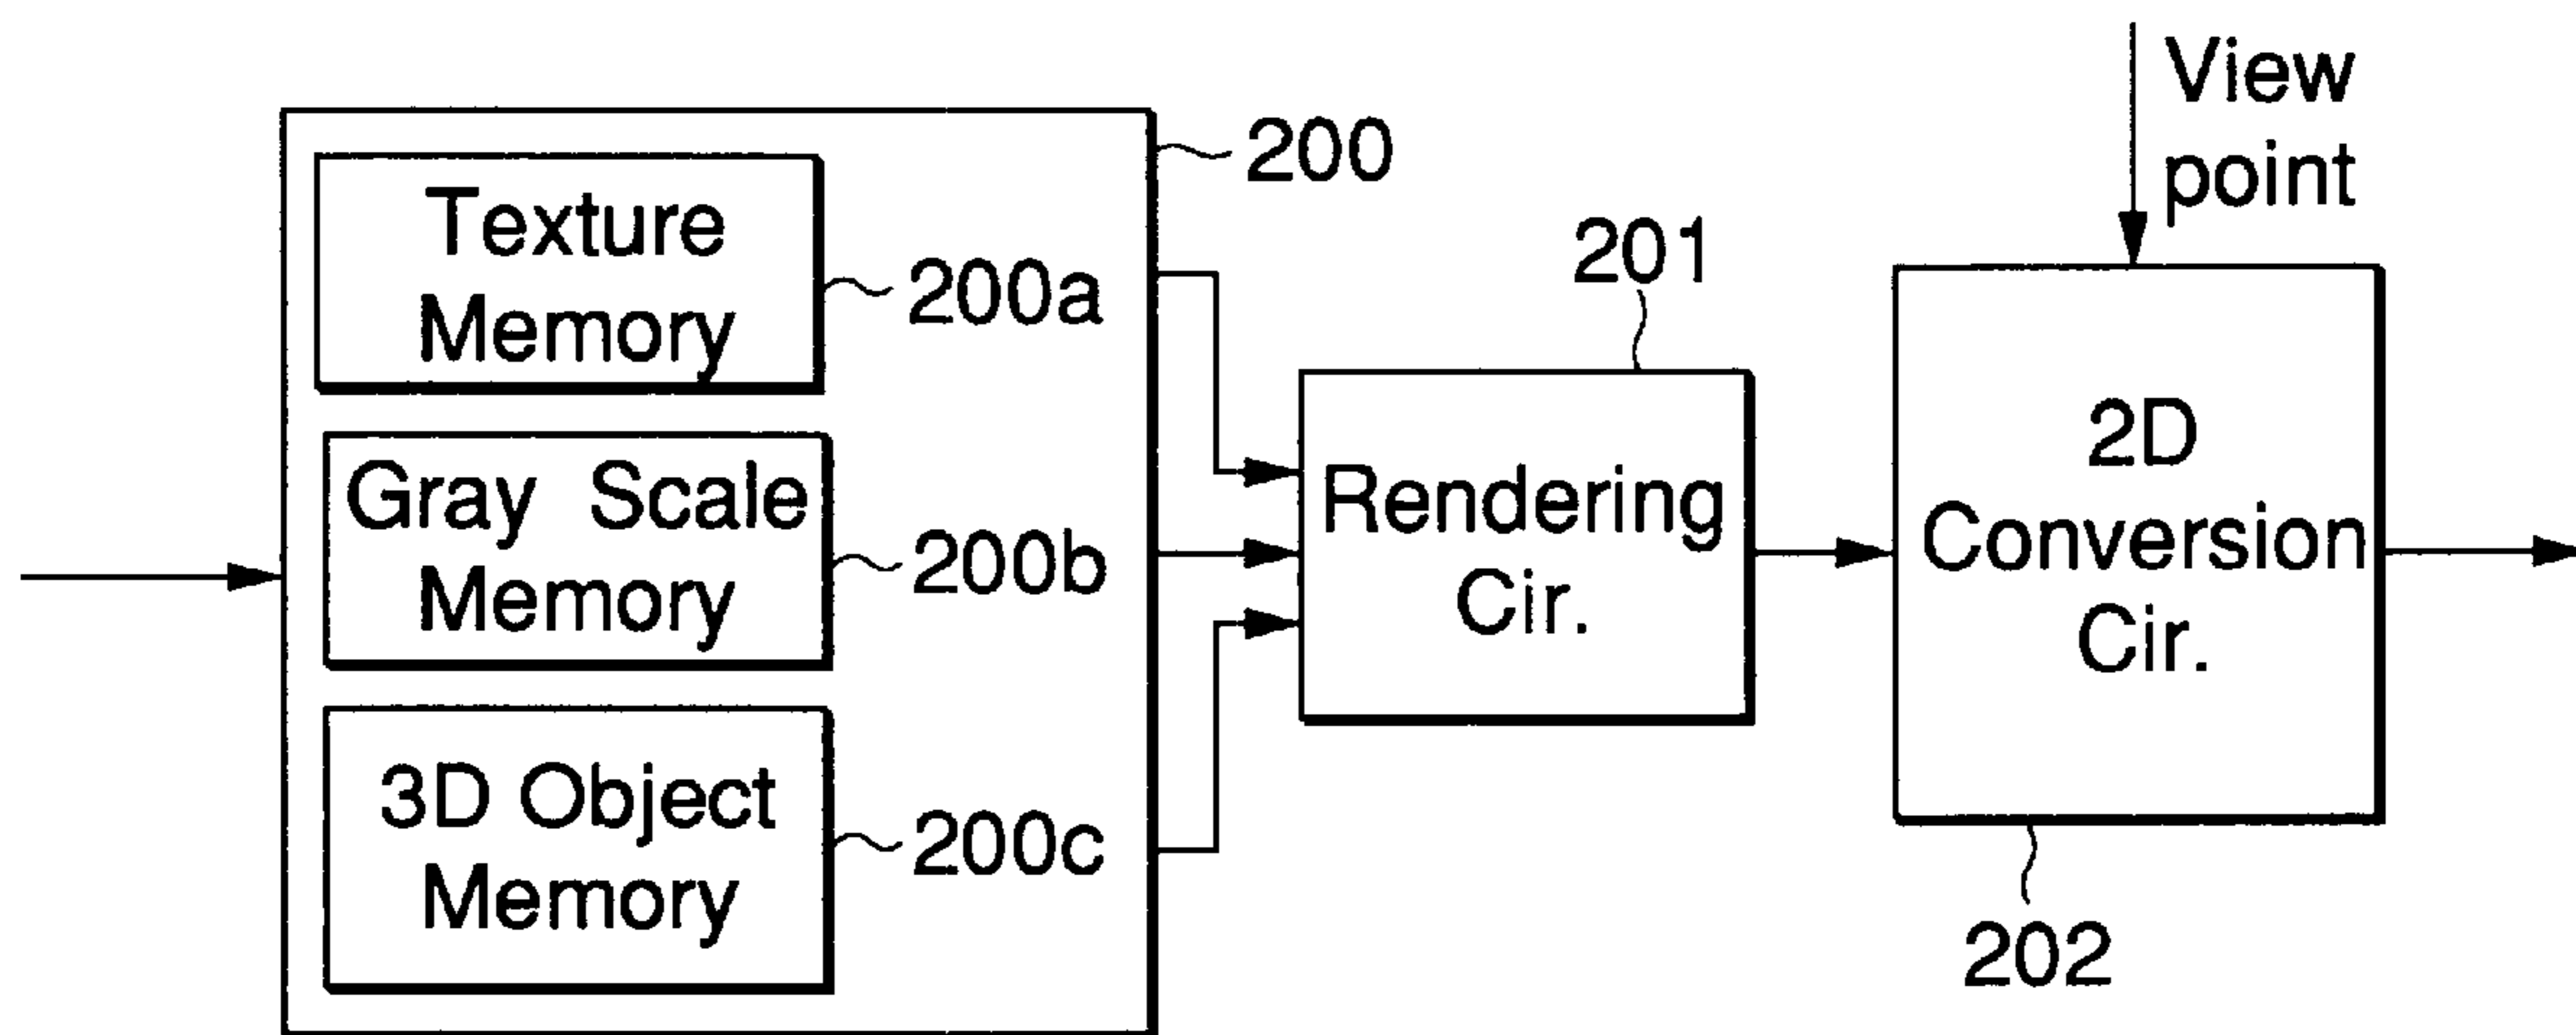 View
point
200
Texture
Memory
200a
201
Gray Scale
Memory
200b
Rendering
Cir.
2D
Conversion
Cir.
3D Object
Memory
200c
202